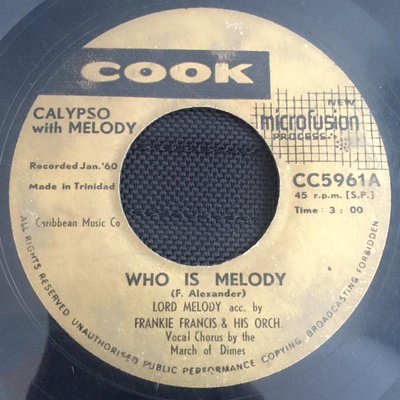 COOK
CALYPSO
with MELODY
NEW
microfusion
PROCESS
Recorded Jan.'60
Made in Trinidad
Caribbean Music Co
CC5961A
45 r.p.m. [S.P.]
Time : 3 : 00
WHO IS MELODY
(F. Alexander)
LORD MELODY acc. by
FRANKIE FRANCIS & HIS ORCH.
Vocal Chorus by the
March of Dimes
ALL RIGHTS RESERVED UNAUTHORISED PUBLIC PERFORMANCE COPYING, BROADCASTING FORBIDDEN